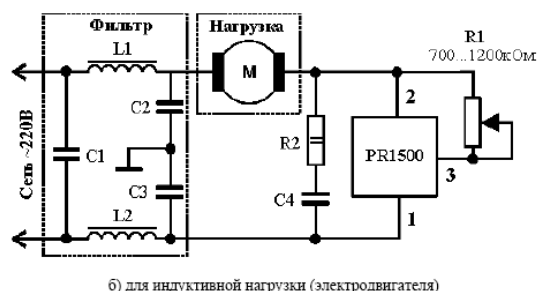 Фильтр
Нагрузка
L1
R1
700...1200кОм
M
C2
2
C1
R2
PR1500
3
C3
C4
L2
1
Сеть ~220В
б) для индуктивной нагрузки (электродвигателя)